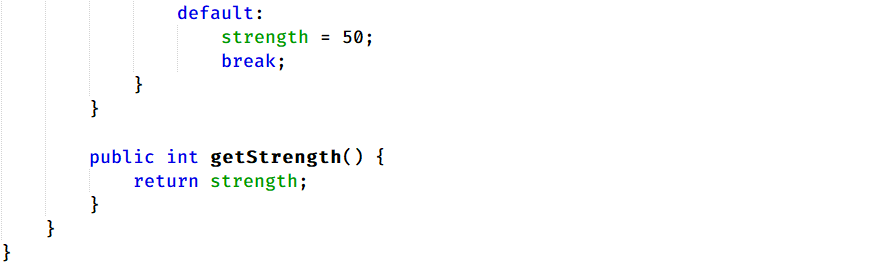 default:
strength = 50;
break;
}
}
public int getStrength() {
return strength;
}
}
}